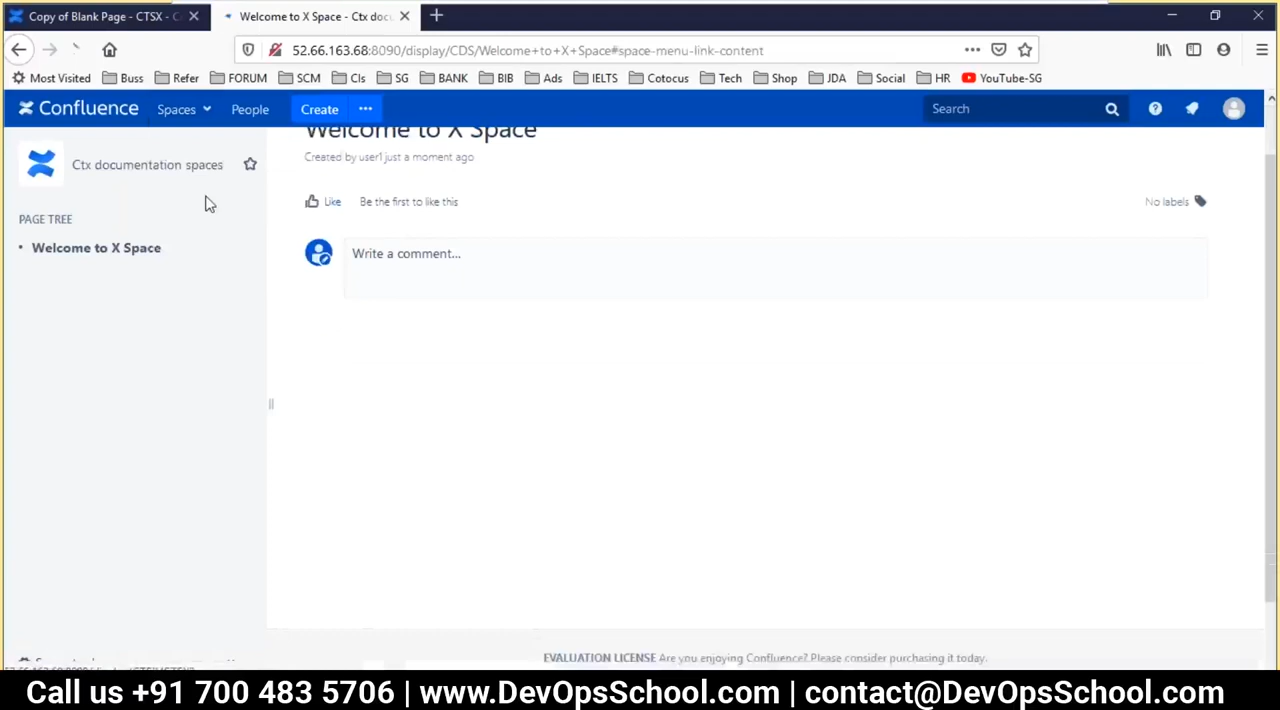 Copy of Blank Page - CTSX - C
Welcome to X Space - Ctx docu
52.66.163.68:8090/display/CDS/Welcome+to+X+Space#space-menu-link-content
Most Visited Buss Refer FORUM SCM CIs SG BANK BIB Ads IELTS Cotocus Tech Shop JDA Social HR YouTube-SG
Confluence Spaces People Create Search
Ctx documentation spaces
Welcome to X Space
Created by user1 just a moment ago
Like Be the first to like this No labels
PAGE TREE
Welcome to X Space
Write a comment...
EVALUATION LICENSE Are you enjoying Confluence? Please consider purchasing it today.
Call us +91 700 483 5706 | www.DevOpsSchool.com | contact@DevOpsSchool.com